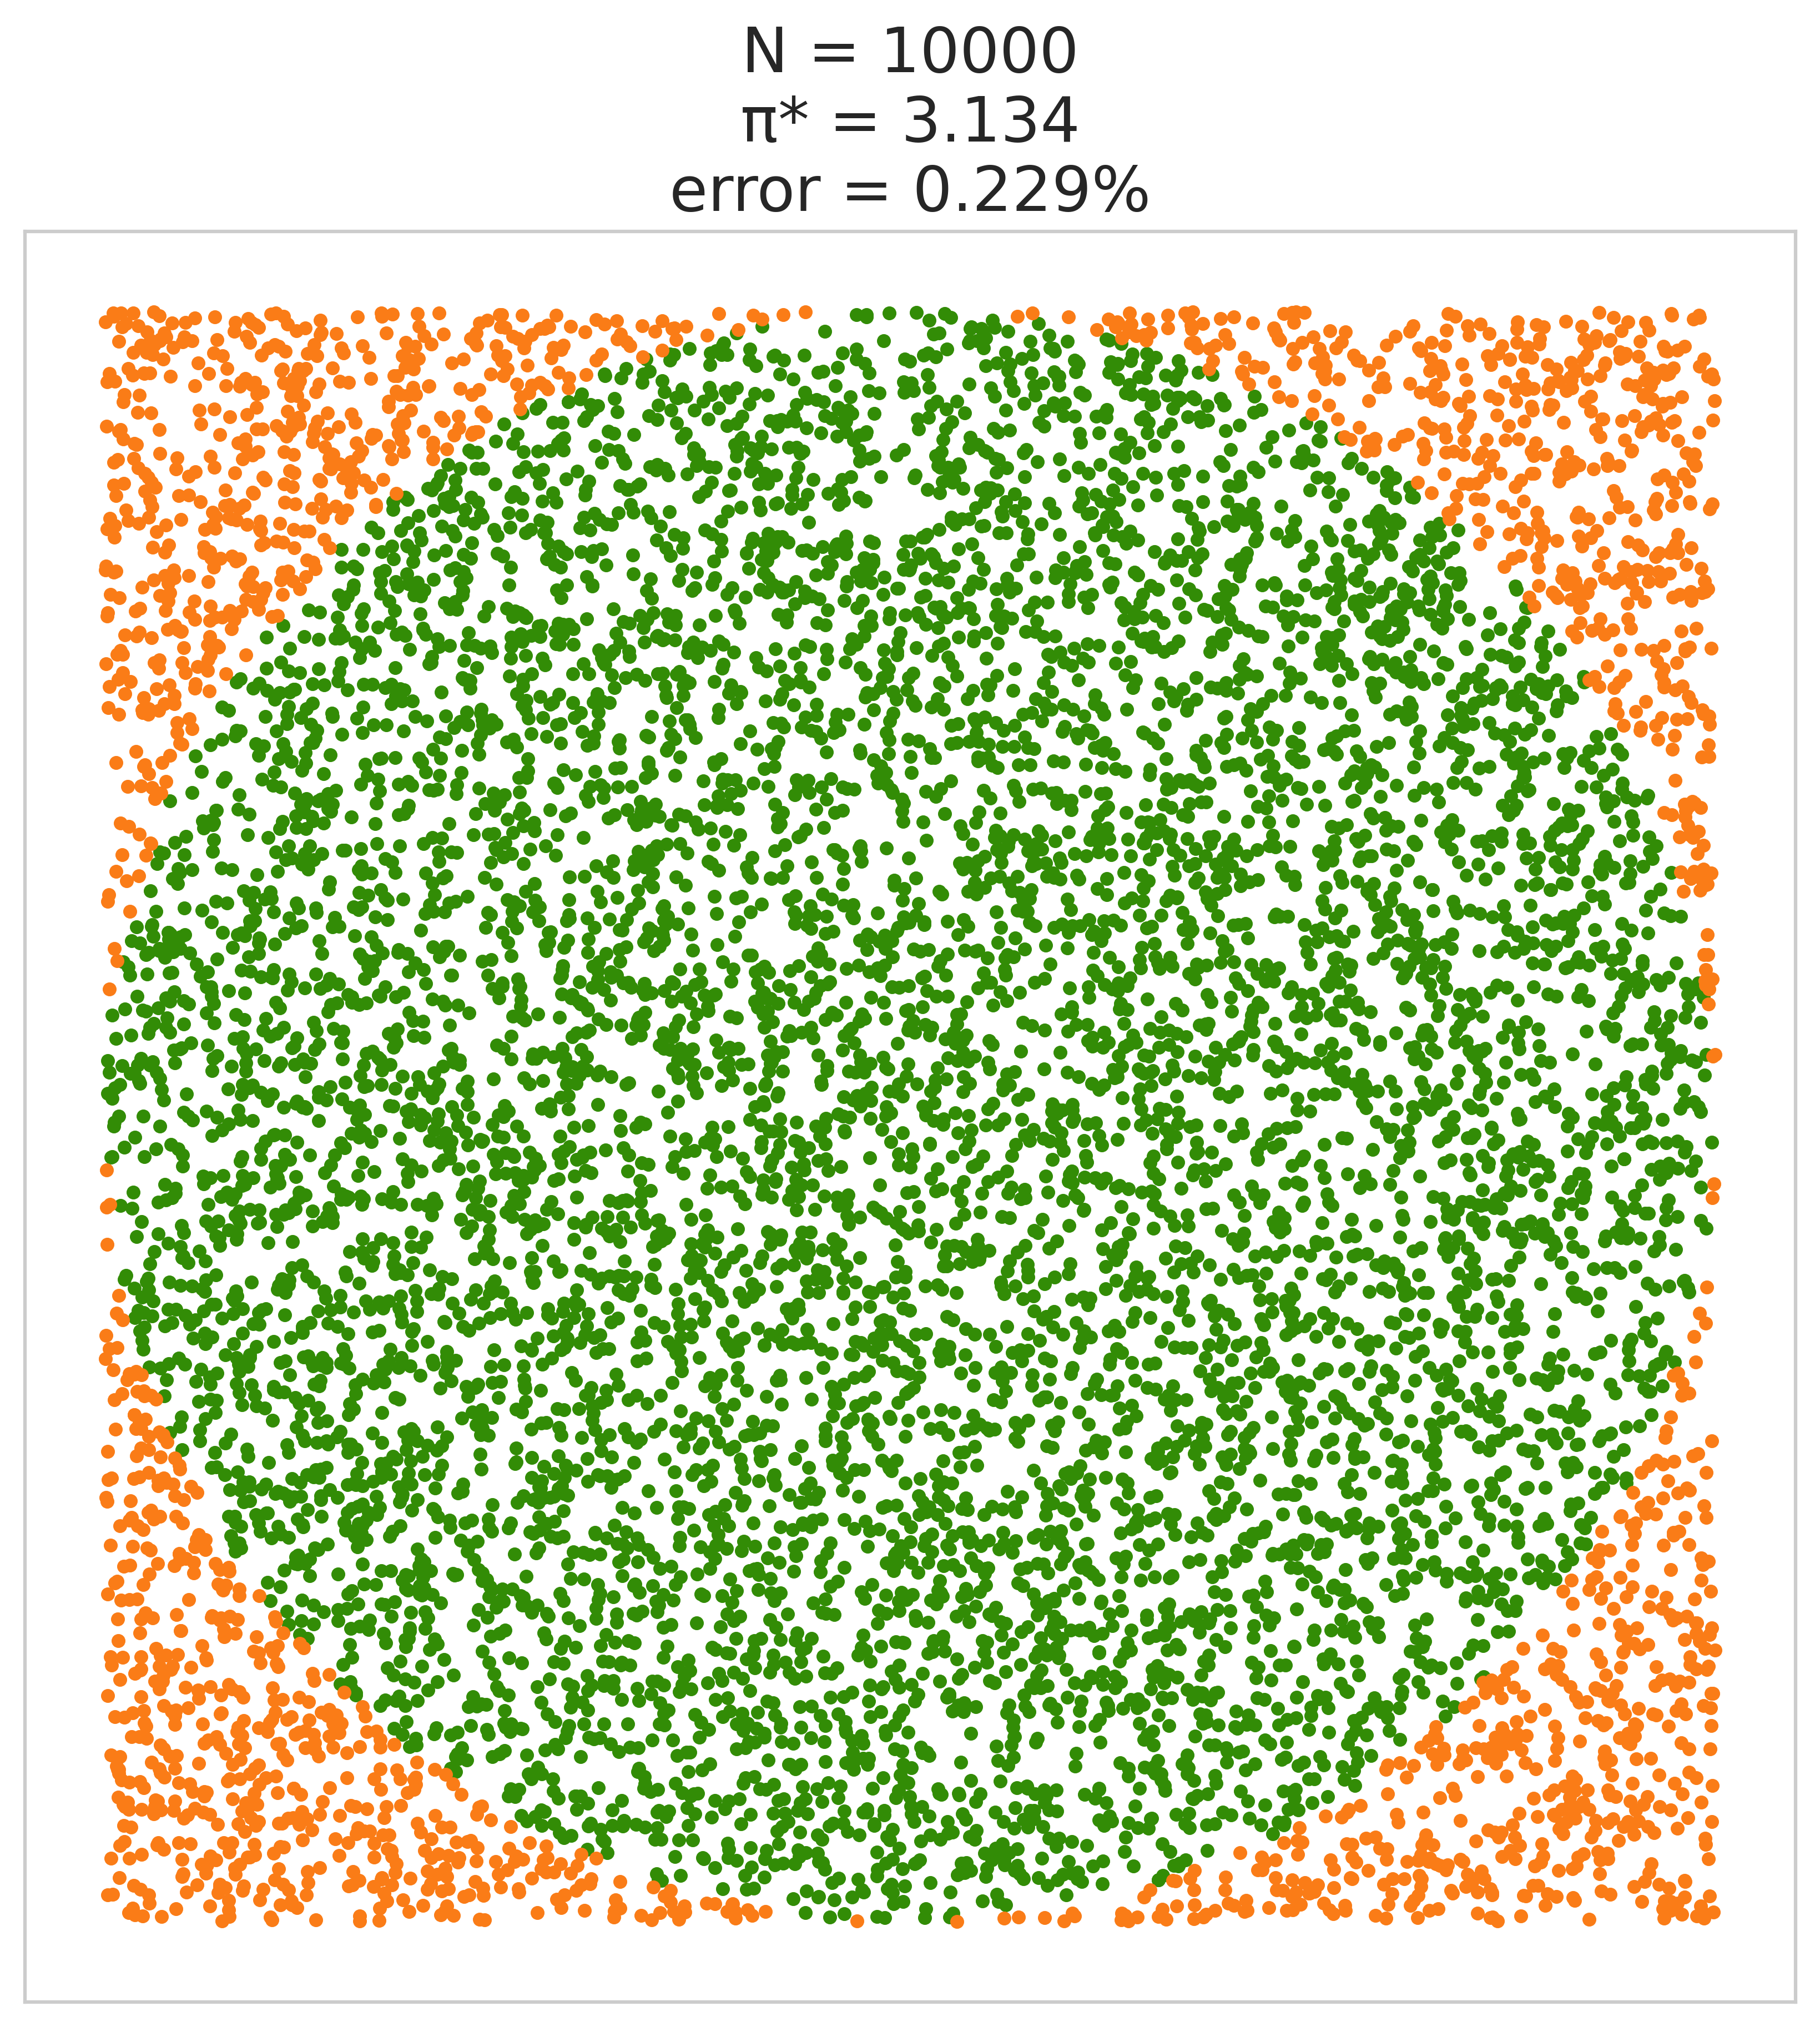 N = 10000
π* = 3.134
error = 0.229%